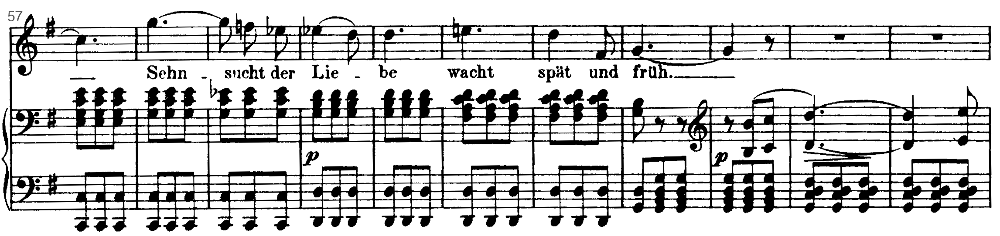 57
Sehn - sucht der Lie - be wacht spät und früh.
p p